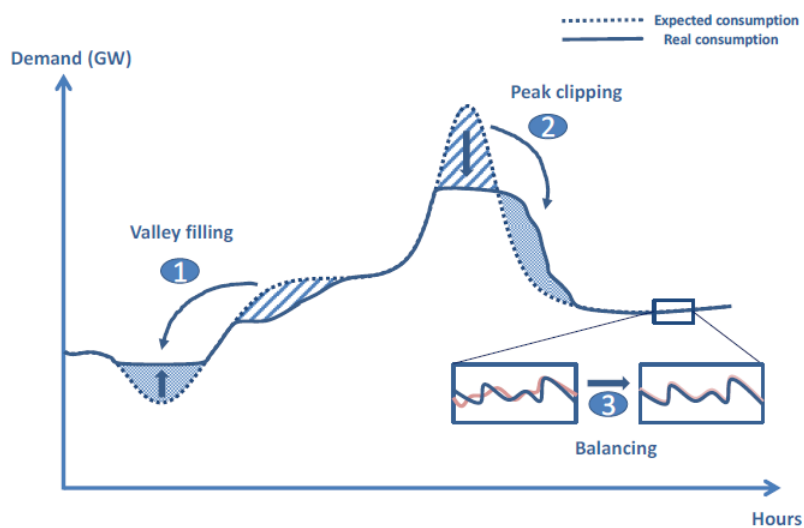 Expected consumption
Real consumption
Demand (GW)
Peak clipping
2
Valley filling
1
3
Balancing
Hours